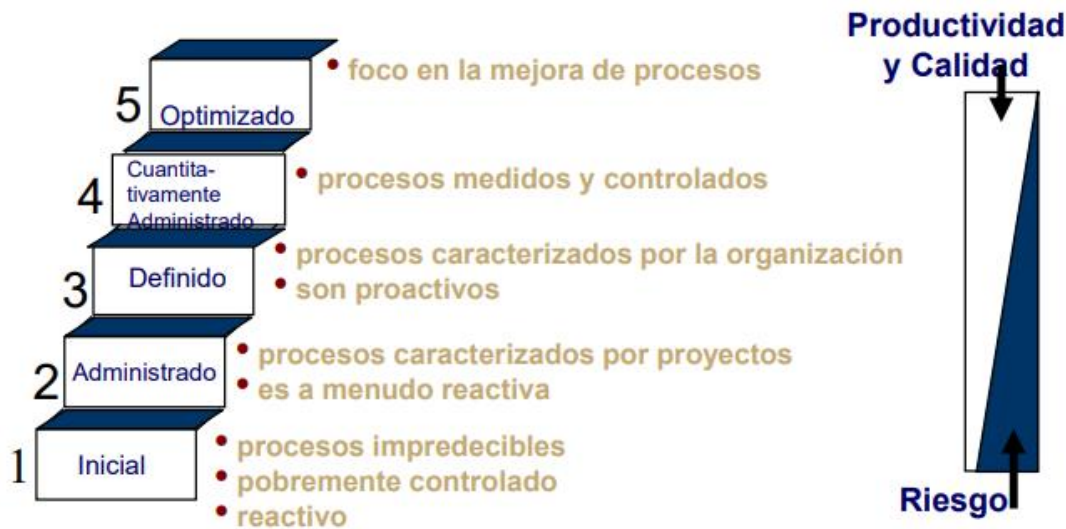 Productividad
y Calidad
5
Optimizado
• foco en la mejora de procesos
4
Cuantita-
tivamente
Administrado
• procesos medidos y controlados
3
Definido
• procesos caracterizados por la organización
• son proactivos
2
Administrado
• procesos caracterizados por proyectos
• es a menudo reactiva
1
Inicial
• procesos impredecibles
• pobremente controlado
• reactivo
Riesgo